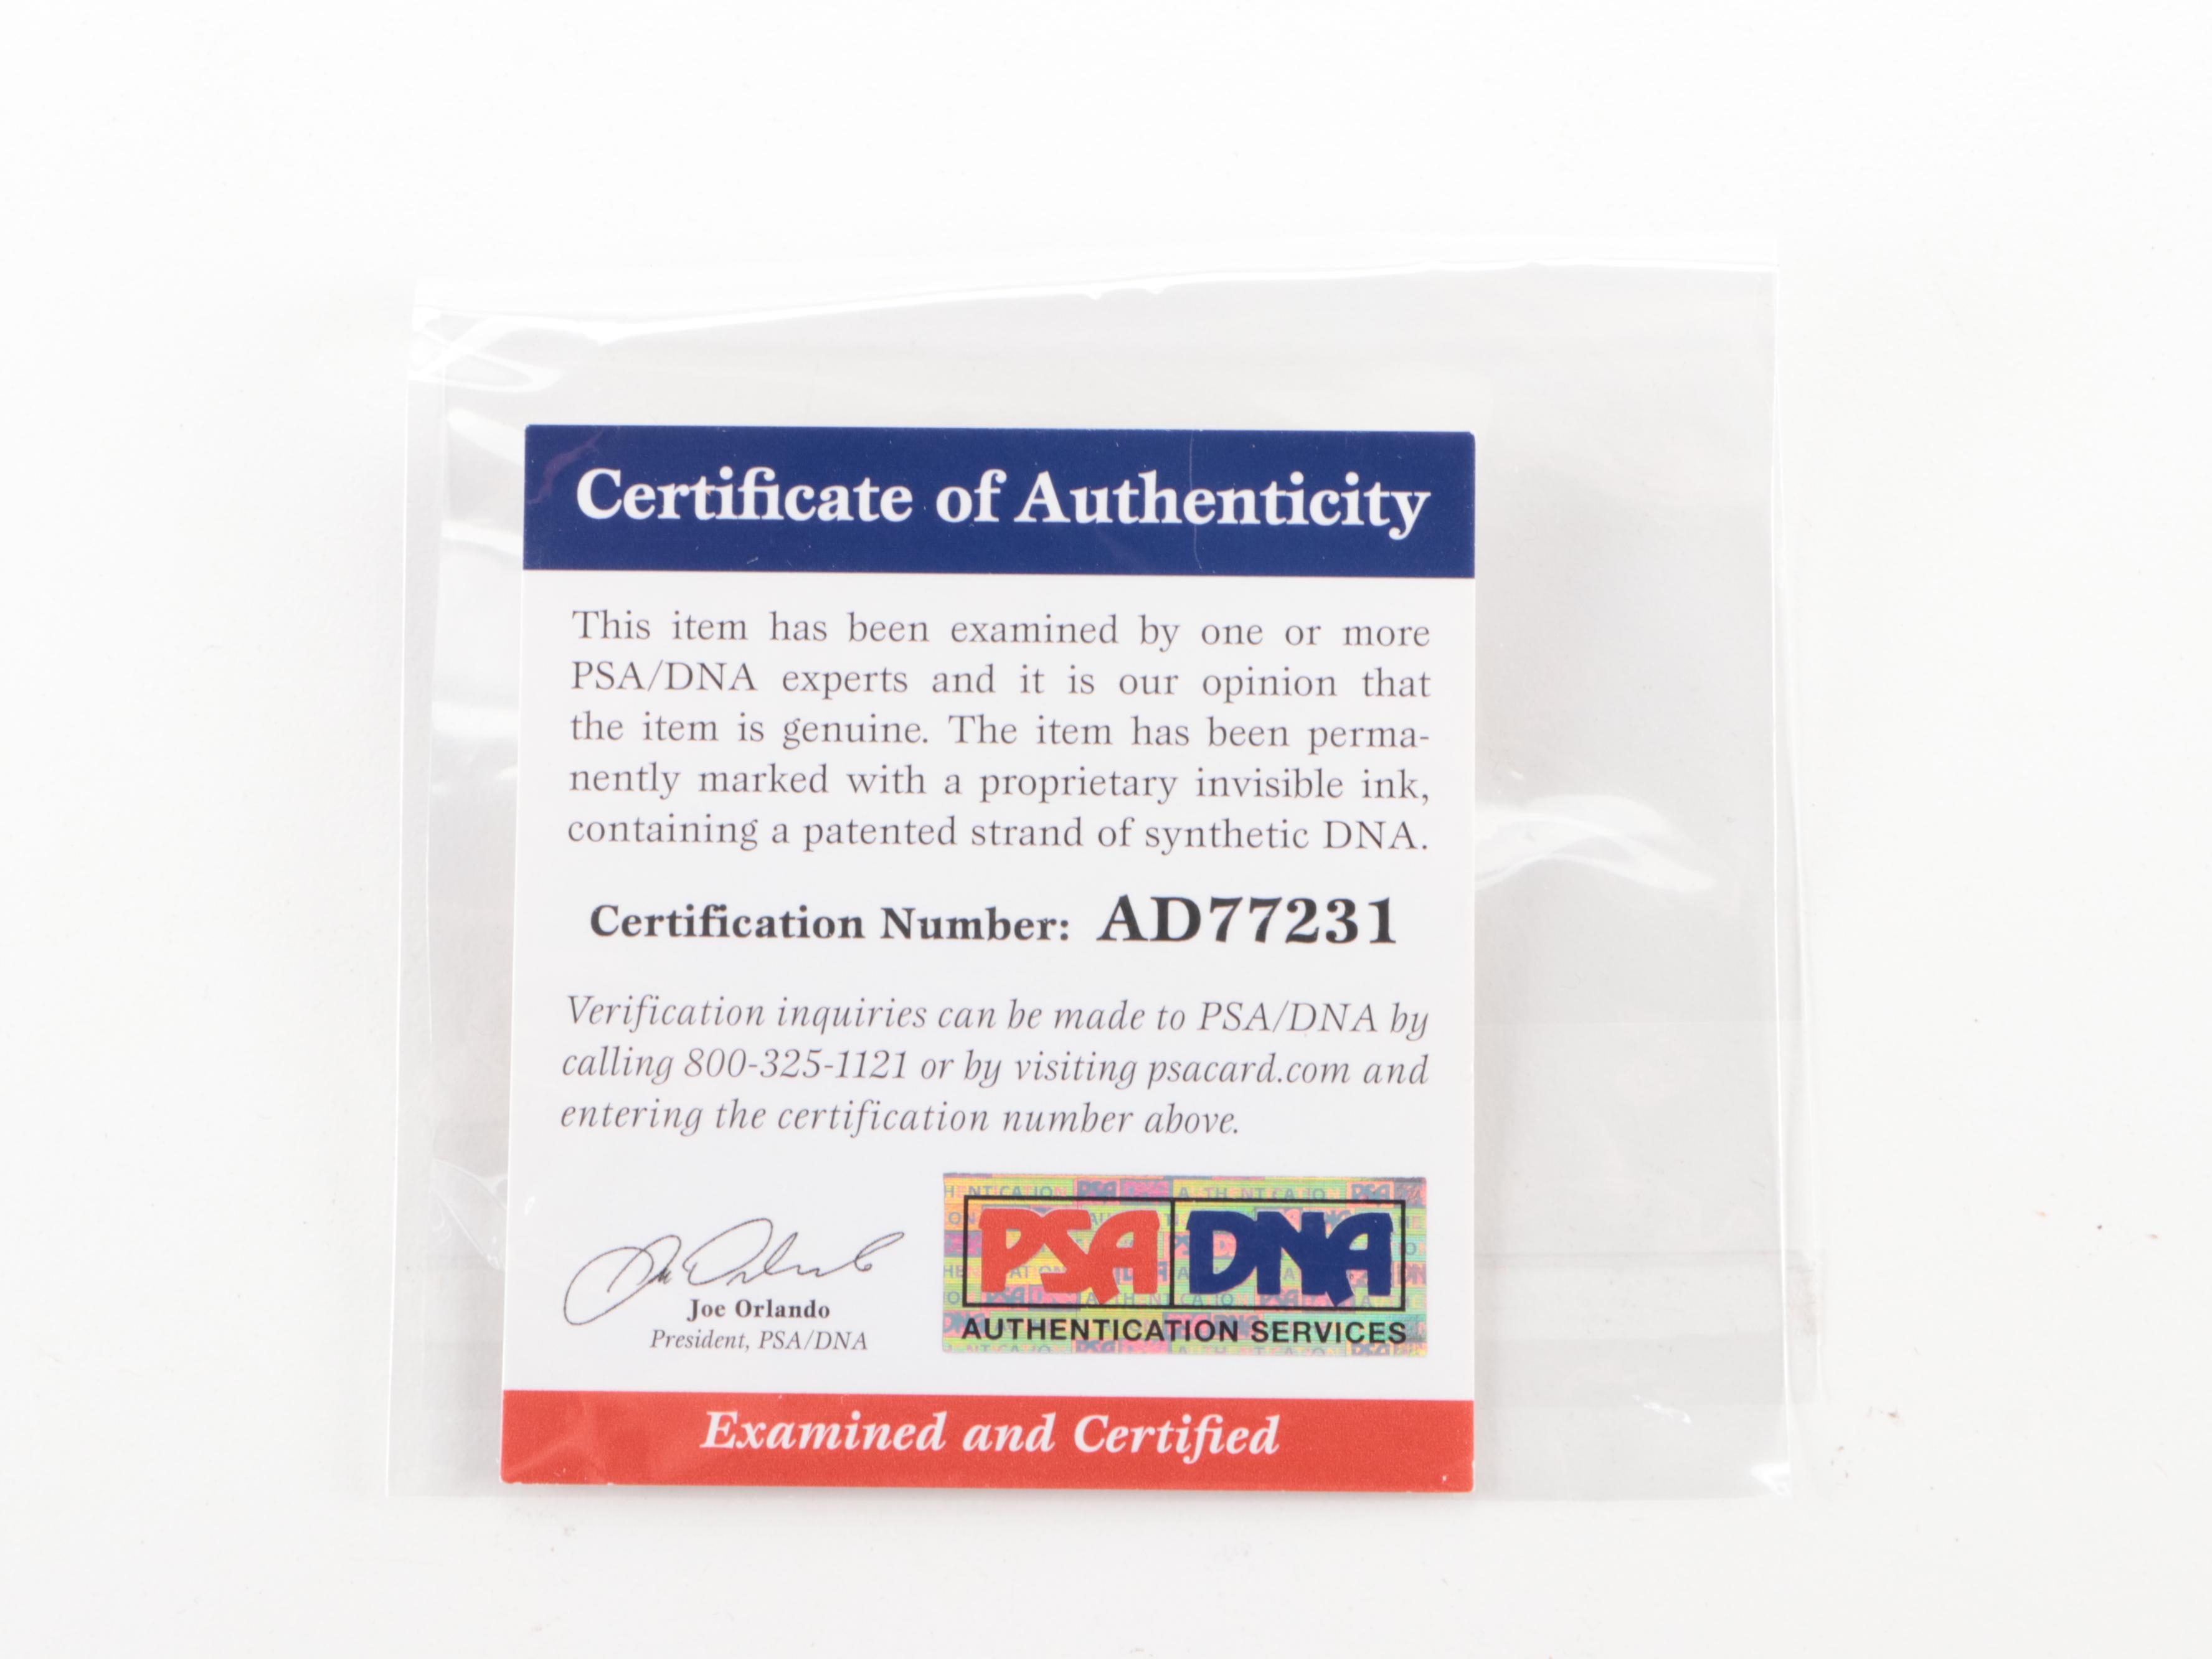 Certificate of Authenticity
This item has been examined by one or more
PSA/DNA experts and it is our opinion that
the item is genuine. The item has been perma-
nently marked with a proprietary invisible ink,
containing a patented strand of synthetic DNA.
Certification Number: AD77231
Verification inquiries can be made to PSA/DNA by
calling 800-325-1121 or by visiting psacard.com and
entering the certification number above.
Joe Orlando
President, PSA/DNA
PSA DNA
AUTHENTICATION SERVICES
Examined and Certified